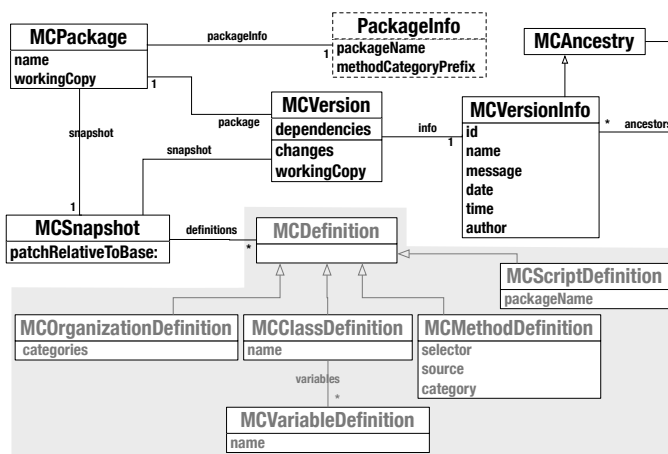 MCPackage
name
workingCopy
packageInfo
1
PackageInfo
packageName
methodCategoryPrefix
MCAncestry
1
package
MCVersion
dependencies
changes
workingCopy
info
1
MCVersionInfo
id
name
message
date
time
author
*
ancestors
snapshot
1
snapshot
MCSnapshot
patchRelativeToBase:
definitions
*
MCDefinition
MCScriptDefinition
packageName
MCOrganizationDefinition
categories
MCClassDefinition
name
MCMethodDefinition
selector
source
category
variables
*
MCVariableDefinition
name